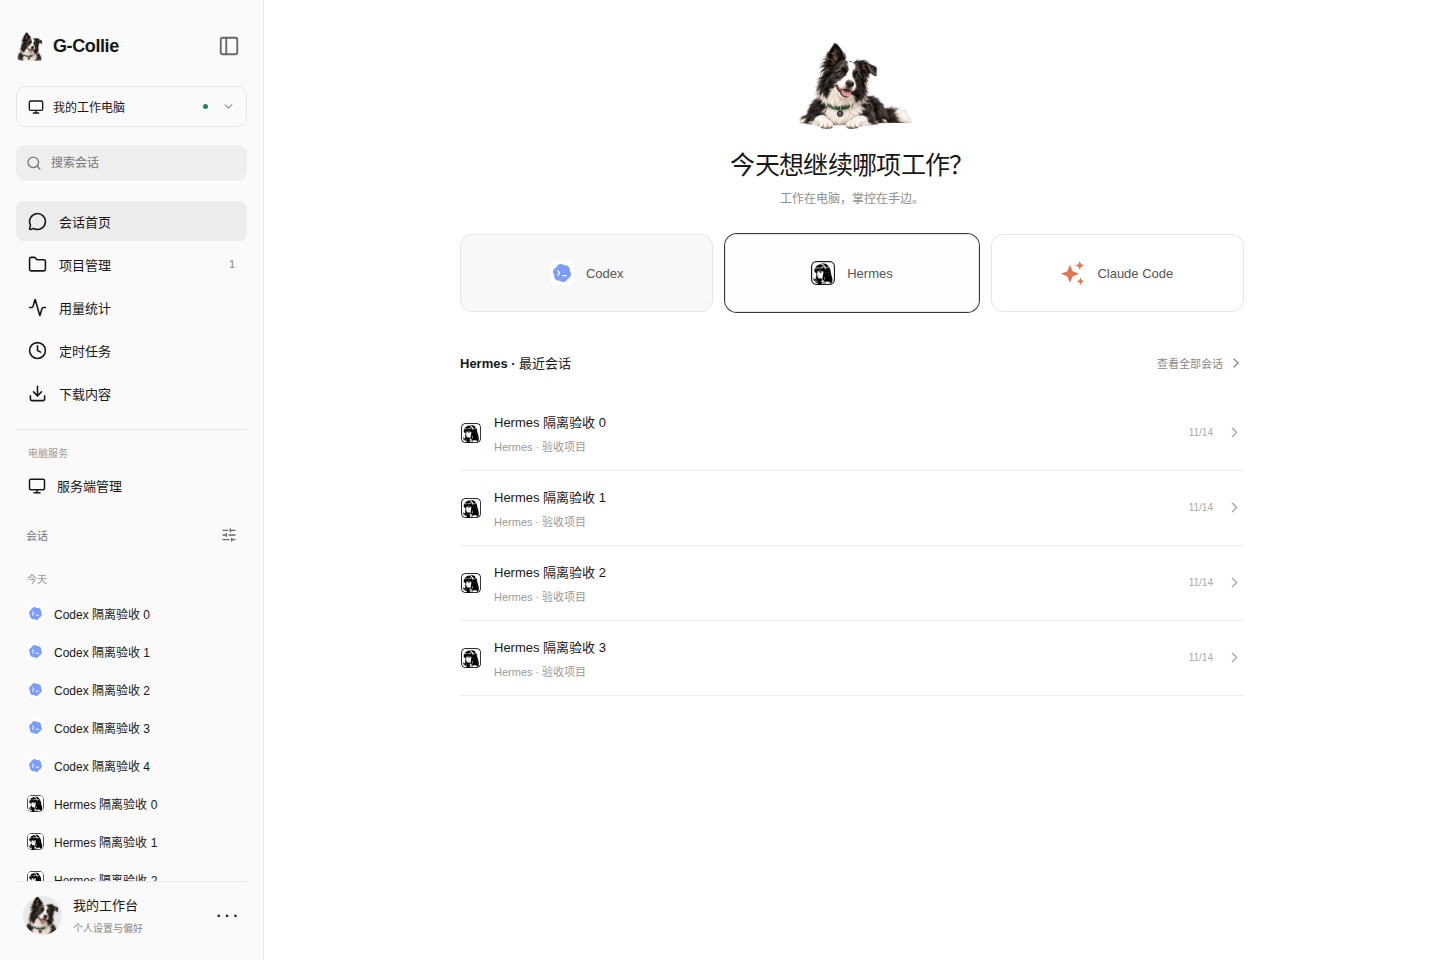 G-Collie
我的工作电脑
搜索会话
会话首页
项目管理 1
用量统计
定时任务
下载内容
电脑服务
服务端管理
会话
今天
Codex 隔离验收 0
Codex 隔离验收 1
Codex 隔离验收 2
Codex 隔离验收 3
Codex 隔离验收 4
Hermes 隔离验收 0
Hermes 隔离验收 1
Hermes 隔离验收 2
我的工作台
个人设置与偏好
今天想继续哪项工作?
工作在电脑，掌控在手边。
Codex
Hermes
Claude Code
Hermes · 最近会话
查看全部会话
Hermes 隔离验收 0
Hermes · 验收项目
11/14
Hermes 隔离验收 1
Hermes · 验收项目
11/14
Hermes 隔离验收 2
Hermes · 验收项目
11/14
Hermes 隔离验收 3
Hermes · 验收项目
11/14